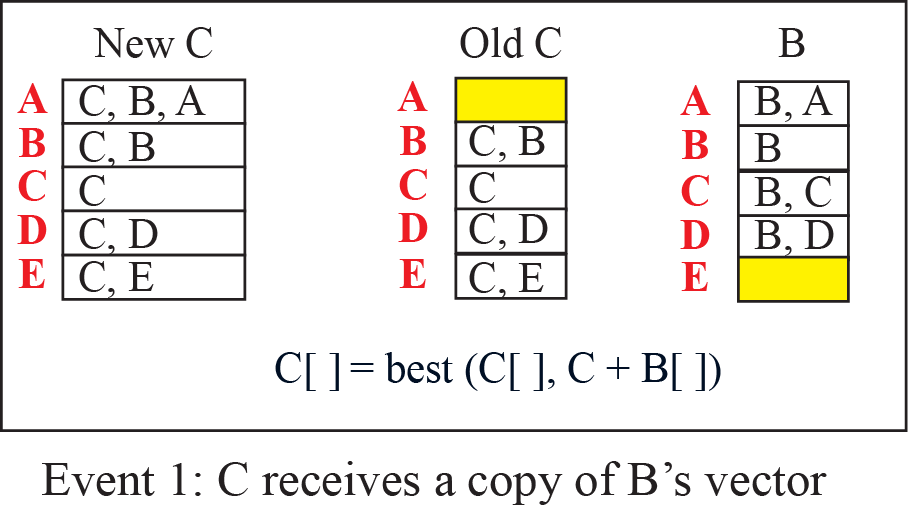 New C Old C B
A C, B, A A A B, A
B C, B B C, B B B
C C C C C B, C
D C, D D C, D D B, D
E C, E E C, E E
C[ ] = best (C[ ], C + B[ ])
Event 1: C receives a copy of B’s vector